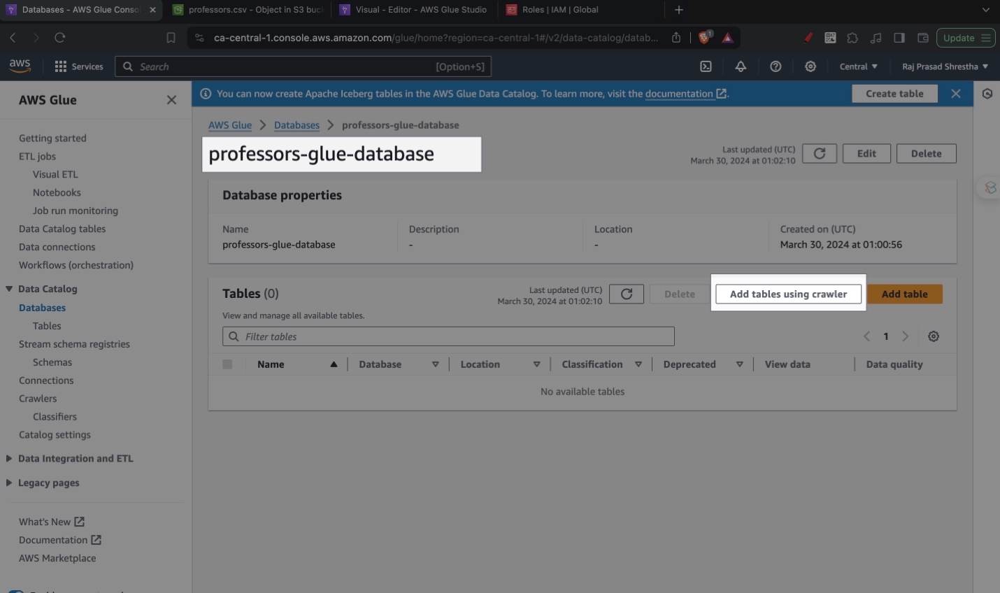 Databases - AWS Glue Conso
professors.csv - Object in S3 buck
Visual - Editor - AWS Glue Studio
Roles | IAM | Global
ca-central-1.console.aws.amazon.com/glue/home?region=ca-central-1#/v2/data-catalog/datab...
1
Update
aws
Services
Search
[Option+S]
Central
Raj Prasad Shrestha
AWS Glue
You can now create Apache Iceberg tables in the AWS Glue Data Catalog. To learn more, visit the documentation.
Create table
Getting started
ETL jobs
Visual ETL
Notebooks
Job run monitoring
Data Catalog tables
Data connections
Workflows (orchestration)
Data Catalog
Databases
Tables
Stream schema registries
Schemas
Connections
Crawlers
Classifiers
Catalog settings
Data Integration and ETL
Legacy pages
What's New
Documentation
AWS Marketplace
AWS Glue > Databases > professors-glue-database
professors-glue-database
Last updated (UTC)
March 30, 2024 at 01:02:10
Edit
Delete
Database properties
Name
professors-glue-database
Description
-
Location
-
Created on (UTC)
March 30, 2024 at 01:00:56
Tables (0)
Last updated (UTC)
March 30, 2024 at 01:02:10
Delete
Add tables using crawler
Add table
View and manage all available tables.
Filter tables
1
Name
Database
Location
Classification
Deprecated
View data
Data quality
No available tables